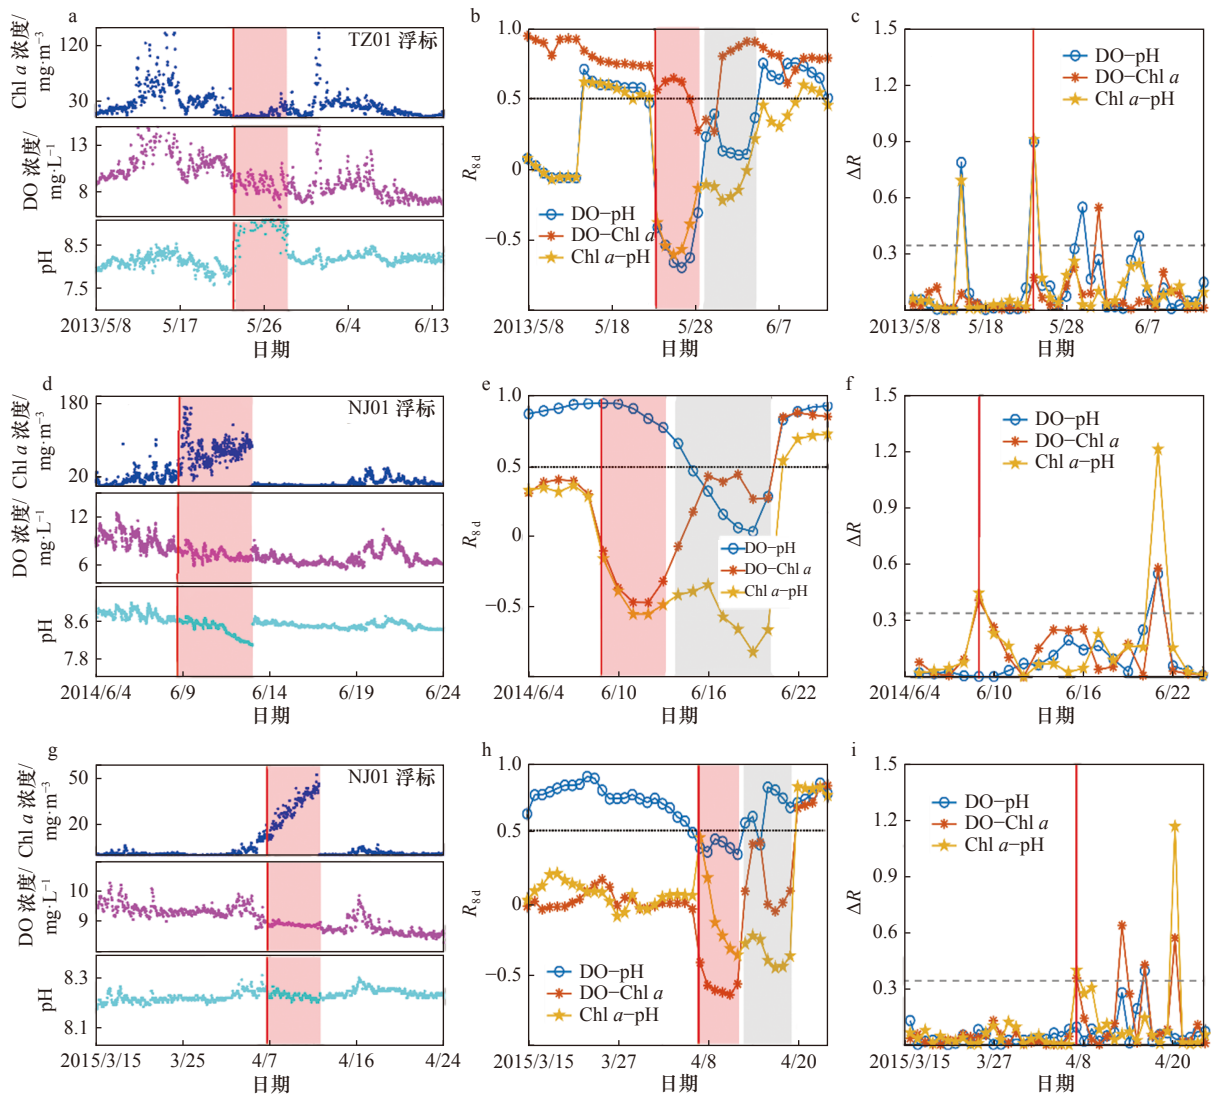 a
Chl a 浓度/
mg·m⁻³
120
30
TZ01 浮标
DO 浓度/
mg·L⁻¹
13
8
pH
8.5
7.5
2013/5/8
5/17
5/26
6/4
6/13
日期
b
R8 d
1.0
0.5
0
−0.5
DO−pH
DO−Chl a
Chl a−pH
2013/5/8
5/18
5/28
6/7
日期
c
ΔR
1.5
1.2
0.9
0.6
0.3
DO−pH
DO−Chl a
Chl a−pH
2013/5/8
5/18
5/28
6/7
日期
d
Chl a 浓度/
mg·m⁻³
180
20
NJ01 浮标
DO 浓度/
mg·L⁻¹
12
6
pH
8.6
7.8
2014/6/4
6/9
6/14
6/19
6/24
日期
e
R8 d
1.0
0.5
0
−0.5
DO−pH
DO−Chl a
Chl a−pH
2014/6/4
6/10
6/16
6/22
日期
f
ΔR
1.5
1.2
0.9
0.6
0.3
DO−pH
DO−Chl a
Chl a−pH
2014/6/4
6/10
6/16
6/22
日期
g
Chl a 浓度/
mg·m⁻³
50
20
NJ01 浮标
DO 浓度/
mg·L⁻¹
10
9
pH
8.3
8.1
2015/3/15
3/25
4/7
4/16
4/24
日期
h
R8 d
1.0
0.5
0
−0.5
DO−pH
DO−Chl a
Chl a−pH
2015/3/15
3/27
4/8
4/20
日期
i
ΔR
1.5
1.2
0.9
0.6
0.3
DO−pH
DO−Chl a
Chl a−pH
2015/3/15
3/27
4/8
4/20
日期